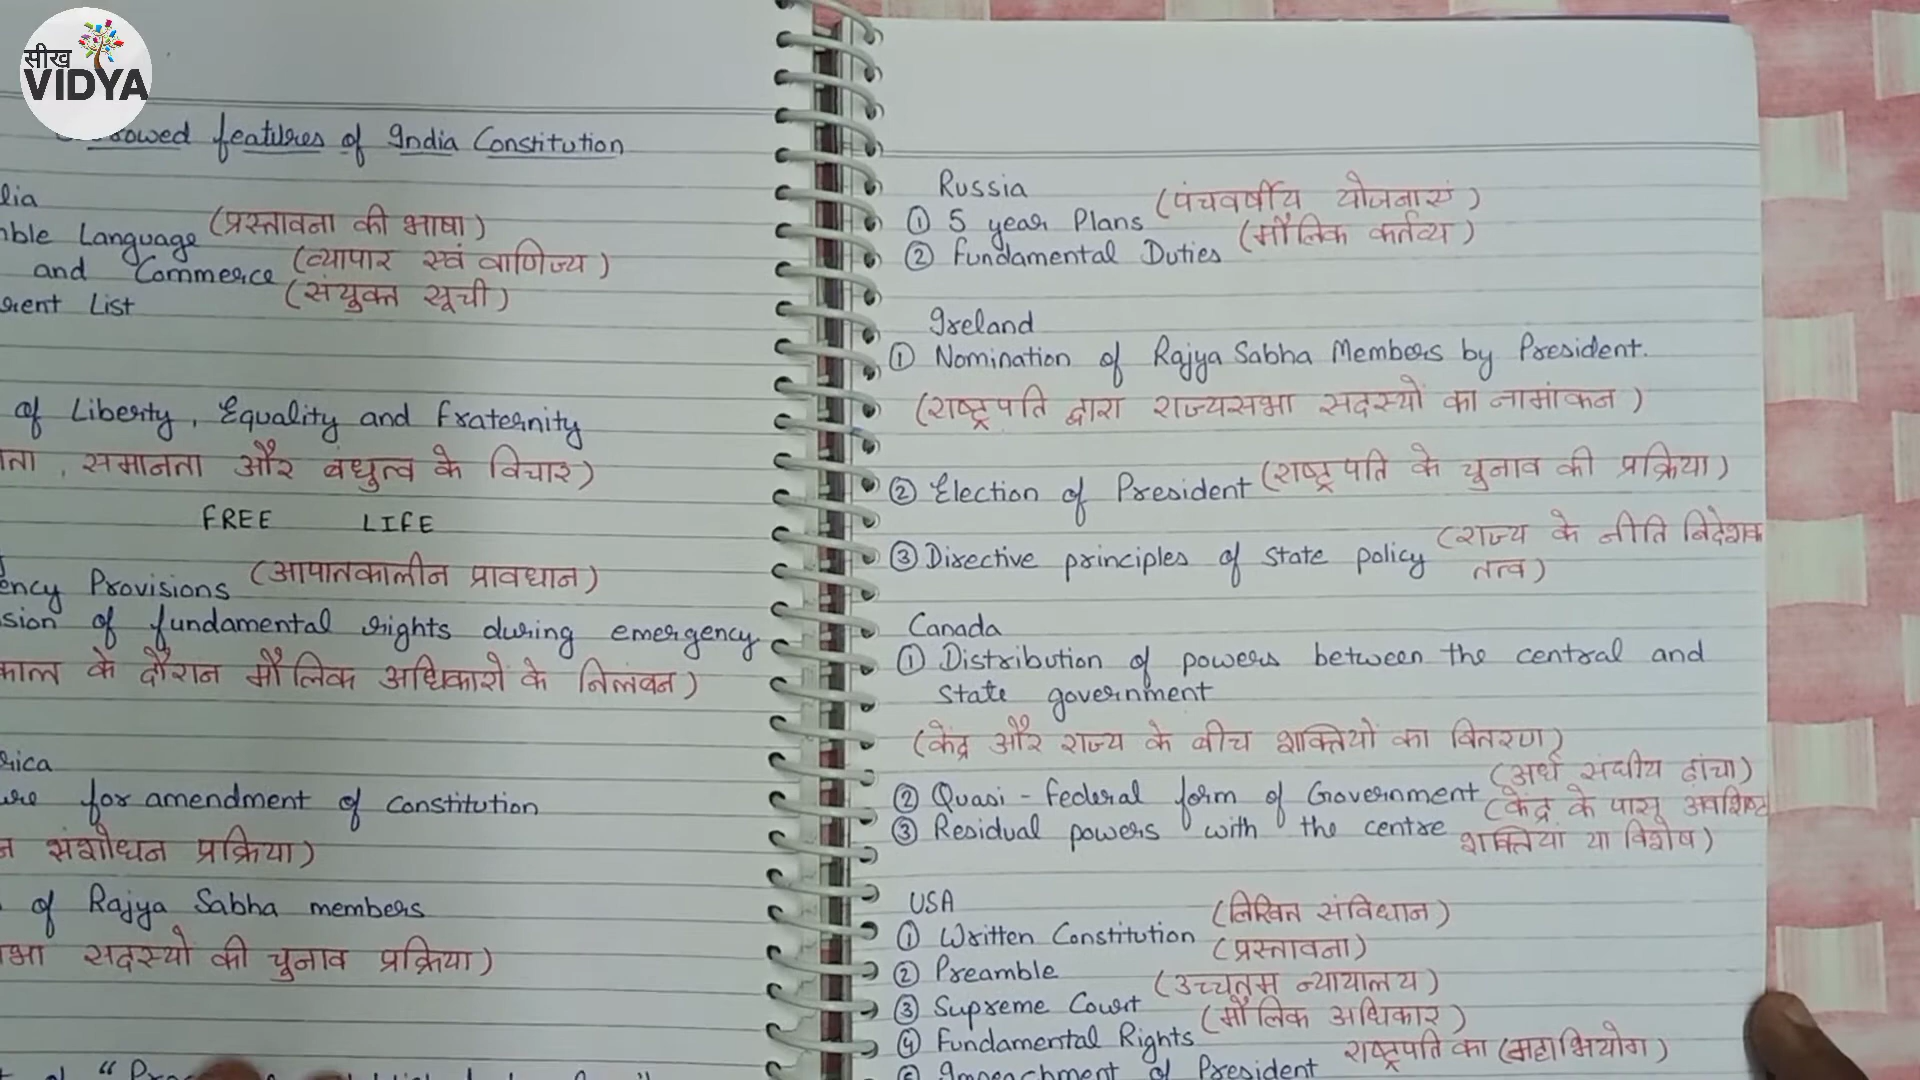 सीख
VIDYA
features of India Constitution
lia
Language (प्रस्तावना की भाषा)
and Commerce (व्यापार एवं वाणिज्य)
rent List (संयुक्त सूची)
of Liberty, Equality and Fraternity
समानता और बंधुत्व के विचार)
FREE LIFE
ency Provisions (आपातकालीन प्रावधान)
sion of fundamental rights during emergency
काल के दौरान मौलिक अधिकारो के निलंबन)
rica
ure for amendment of constitution
संशोधन प्रक्रिया)
of Rajya Sabha members
भा सदस्यो की चुनाव प्रक्रिया)
Russia
① 5 year Plans (पंचवर्षीय योजनाएं)
② Fundamental Duties (मौलिक कर्तव्य)
Ireland
① Nomination of Rajya Sabha Members by President.
(राष्ट्रपति द्वारा राज्यसभा सदस्यों का नामांकन)
② Election of President (राष्ट्रपति के चुनाव की प्रक्रिया)
③ Directive principles of state policy (राज्य के नीति निदेशक
तत्व)
Canada
① Distribution of powers between the central and
state government
(केंद्र और राज्य के बीच शक्तियो का वितरण)
② Quasi-Federal form of Government (अर्ध संघीय ढांचा)
③ Residual powers with the centre (केंद्र के पास अवशिष्ट
शक्तियां या विशेष)
USA
① Written Constitution (लिखित संविधान)
② Preamble (प्रस्तावना)
③ Supreme Court (उच्चतम न्यायालय)
④ Fundamental Rights (मौलिक अधिकार)
Impeachment of President राष्ट्रपति का (महाभियोग)